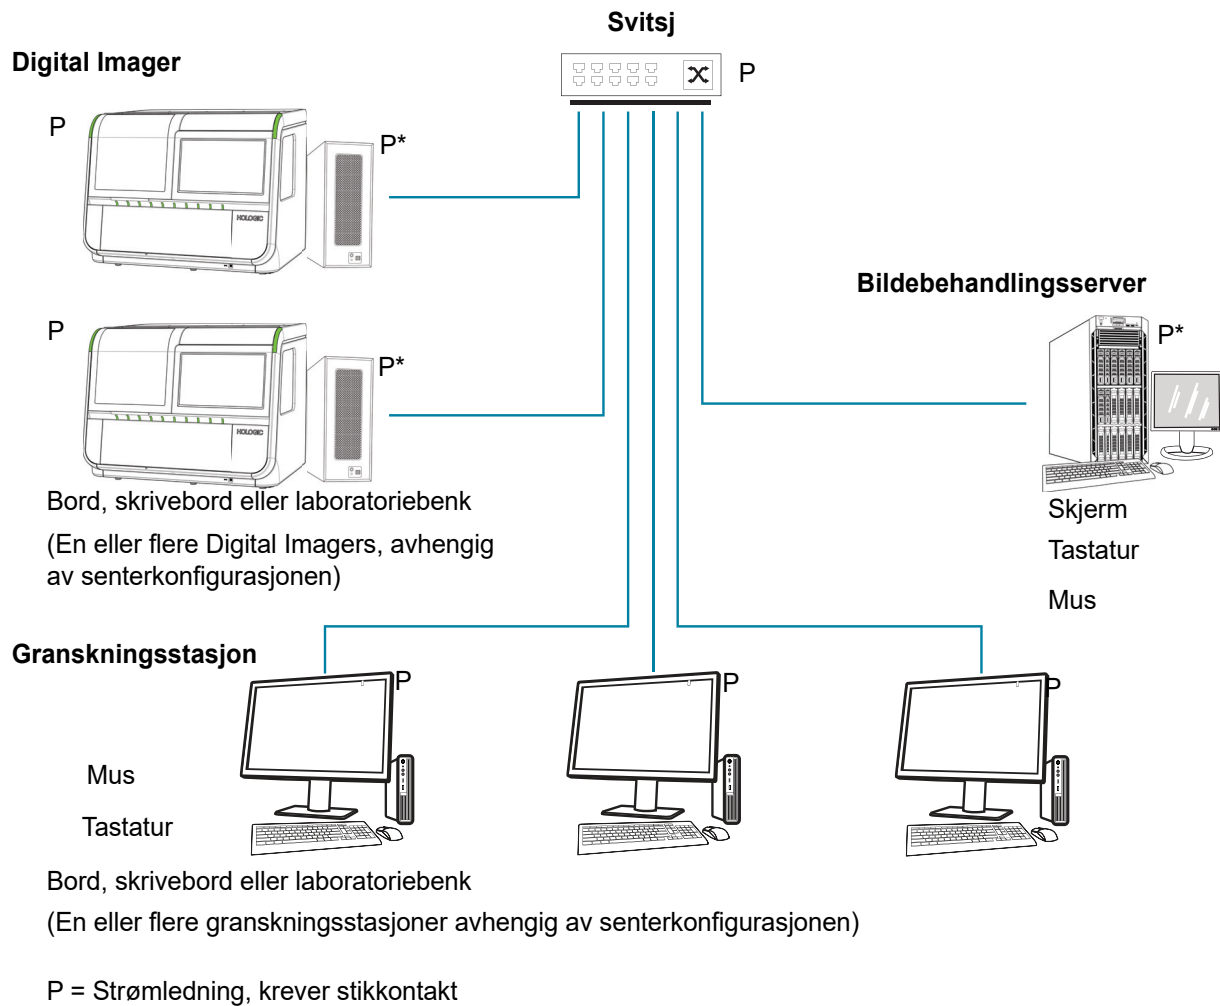 Svitsj
Digital Imager
P
P
P*
HOLOGIC
Bildebehandlingsserver
P
P*
P*
HOLOGIC
Bord, skrivebord eller laboratoriebenk
(En eller flere Digital Imagers, avhengig
av senterkonfigurasjonen)
Skjerm
Tastatur
Mus
Granskningsstasjon
P
P
P
Mus
Tastatur
Bord, skrivebord eller laboratoriebenk
(En eller flere granskningsstasjoner avhengig av senterkonfigurasjonen)
P = Strømledning, krever stikkontakt